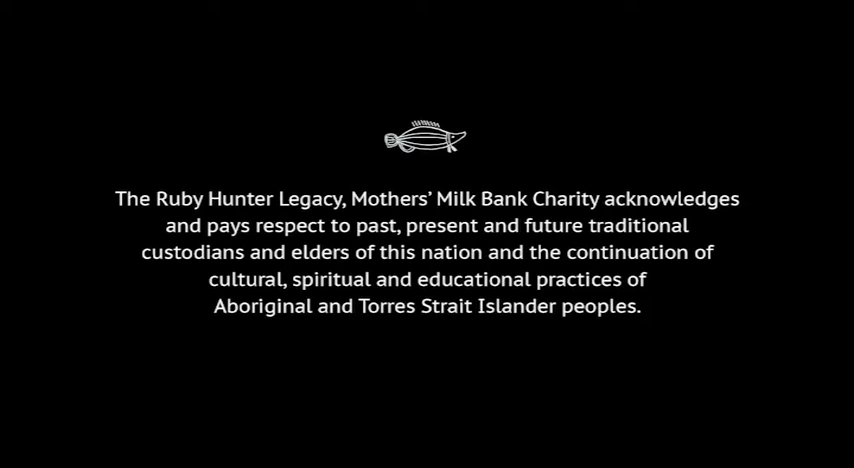 The Ruby Hunter Legacy, Mothers’ Milk Bank Charity acknowledges
and pays respect to past, present and future traditional
custodians and elders of this nation and the continuation of
cultural, spiritual and educational practices of
Aboriginal and Torres Strait Islander peoples.